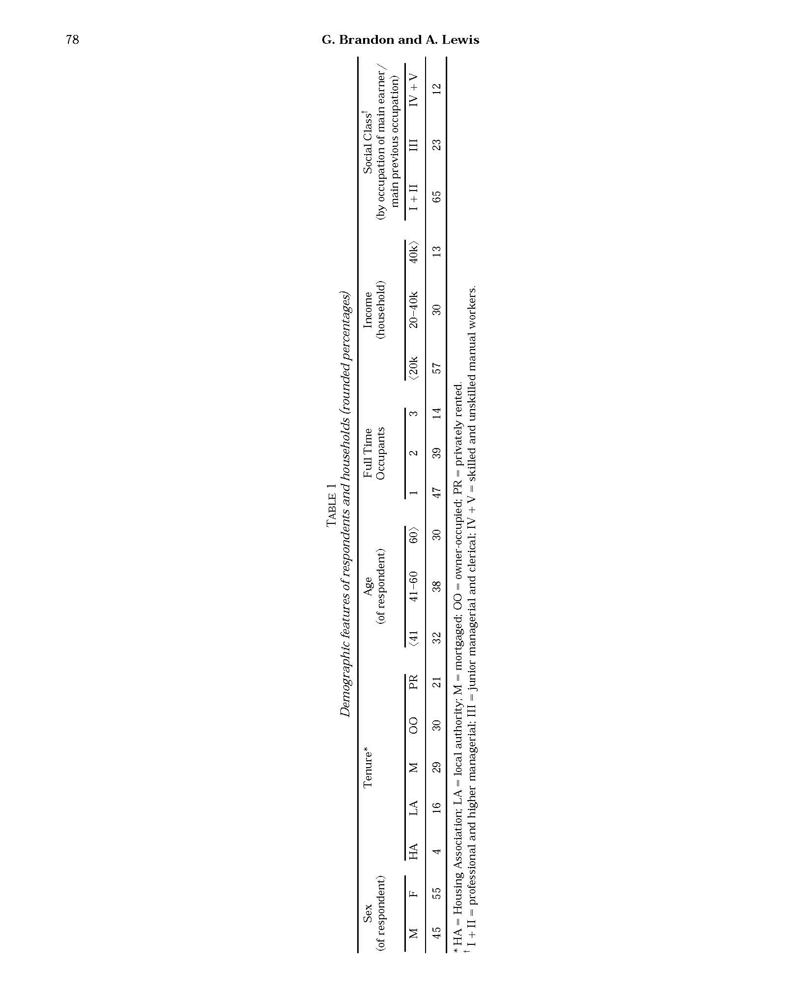 78
G. Brandon and A. Lewis
TABLE 1
Demographic features of respondents and households (rounded percentages)
Sex Tenure* Age Full Time Income Social Class†
(of respondent) (of respondent) Occupants (household) (by occupation of main earner/
main previous occupation)
M F HA LA M OO PR ⟨41 41–60 60⟩ 1 2 3 ⟨20k 20–40k 40k⟩ I + II III IV + V
45 55 4 16 29 30 21 32 38 30 47 39 14 57 30 13 65 23 12
* HA = Housing Association; LA = local authority; M = mortgaged; OO = owner-occupied; PR = privately rented.
† I + II = professional and higher managerial; III = junior managerial and clerical; IV + V = skilled and unskilled manual workers.